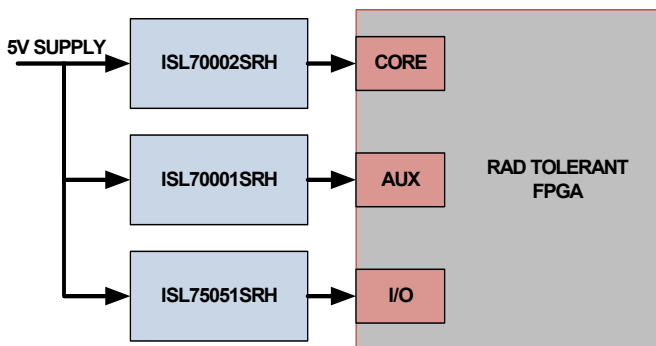 5V SUPPLY
ISL70002SRH
CORE
ISL70001SRH
AUX
RAD TOLERANT
FPGA
ISL75051SRH
I/O